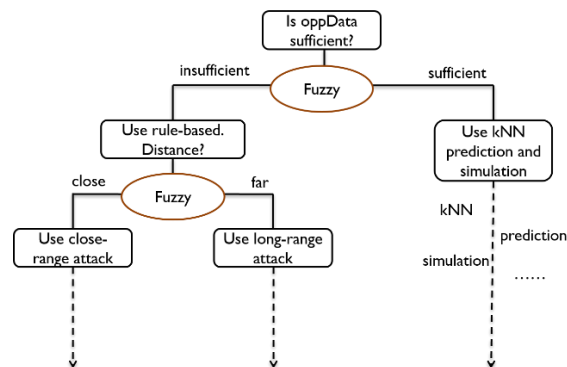 Is oppData
sufficient?
insufficient
sufficient
Fuzzy
Use rule-based.
Distance?
Use kNN
prediction and
simulation
close
Fuzzy
far
kNN
Use close-
range attack
Use long-range
attack
prediction
simulation
......